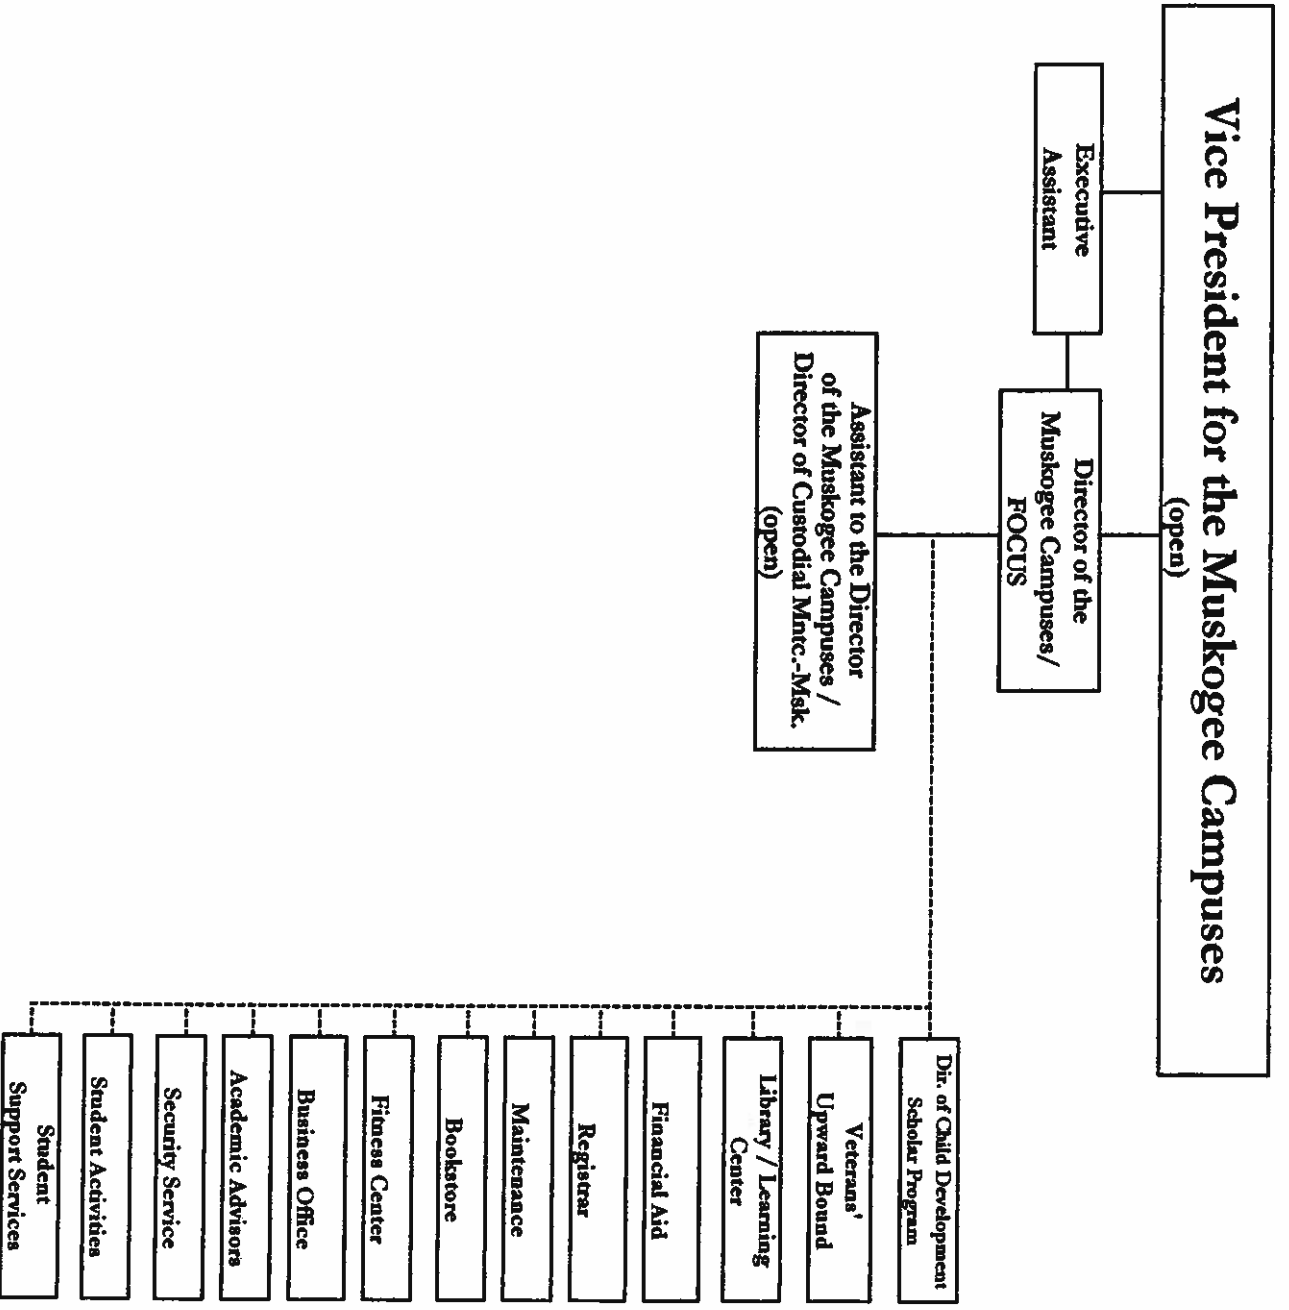 Vice President for the Muskogee Campuses
(open)
Executive
Assistant
Director of the
Muskogee Campuses/
FOCUS
Assistant to the Director
of the Muskogee Campuses /
Director of Custodial Mntc.-Msk.
(open)
Dir. of Child Development
Scholar Program
Veterans'
Upward Bound
Library / Learning
Center
Financial Aid
Registrar
Maintenance
Bookstore
Fitness Center
Business Office
Academic Advisors
Security Service
Student Activities
Student
Support Services